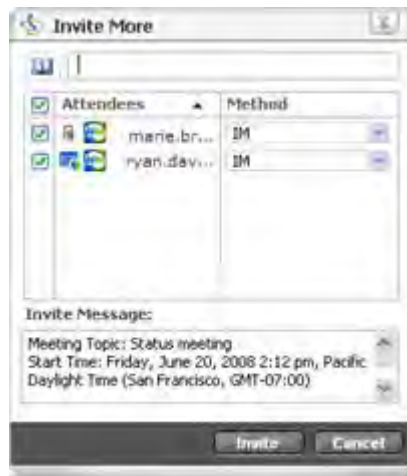 Invite More
Attendees Method
marie.br... IM
ryan.dav... IM
Invite Message:
Meeting Topic: Status meeting
Start Time: Friday, June 20, 2008 2:12 pm, Pacific
Daylight Time (San Francisco, GMT-07:00)
Invite Cancel